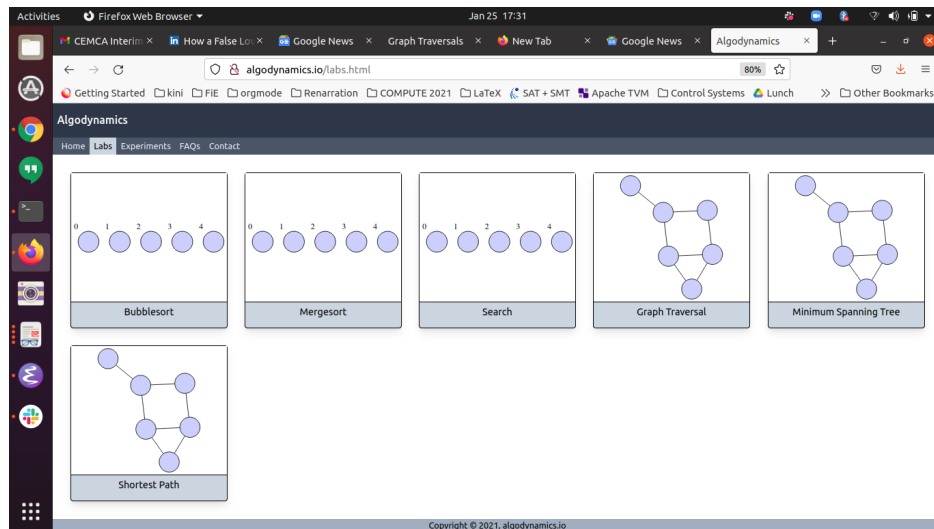 Activities Firefox Web Browser Jan 25 17:31
CEMCA Interim × in How a False Lov × Google News × Graph Traversals × New Tab × Google News × Algodynamics × +
algodynamics.io/labs.html 80%
Getting Started kini FiE orgmode Renarration COMPUTE 2021 LaTeX SAT + SMT Apache TVM Control Systems Lunch >> Other Bookmarks
Algodynamics
Home Labs Experiments FAQs Contact
0 1 2 3 4 0 1 2 3 4 0 1 2 3 4
Bubblesort Mergesort Search Graph Traversal Minimum Spanning Tree
Shortest Path
Copyright © 2021, algodynamics.io